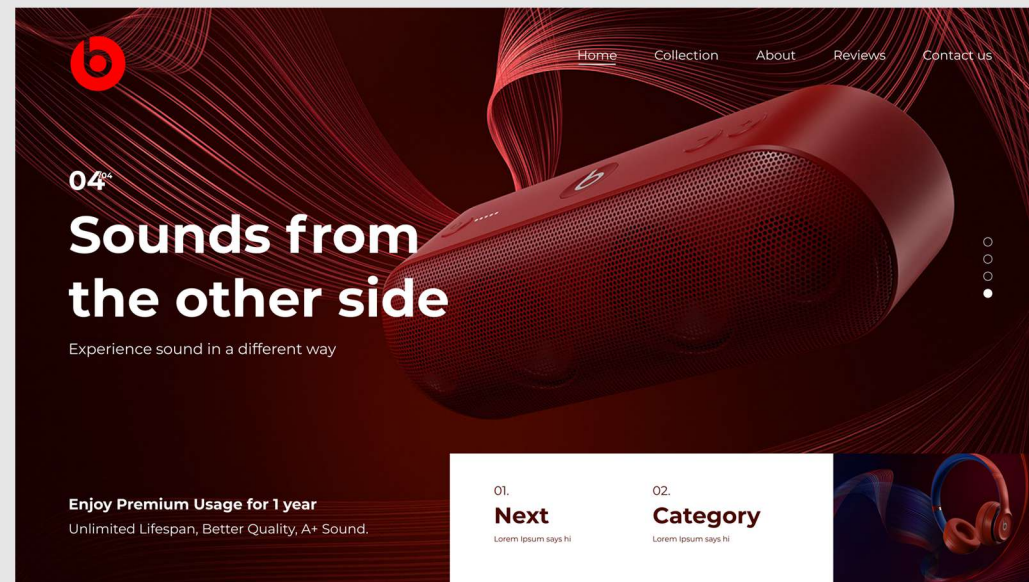 b
Home Collection About Reviews Contact us
04/04
Sounds from
the other side
Experience sound in a different way
Enjoy Premium Usage for 1 year
Unlimited Lifespan, Better Quality, A+ Sound.
01.
Next
Lorem Ipsum says hi
02.
Category
Lorem Ipsum says hi